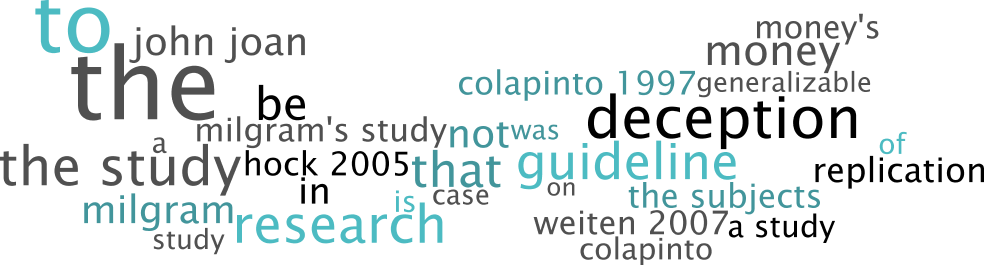 to
john joan
money's
money
the
colapinto 1997
generalizable
be
deception
milgram's study
not
was
a
the study
hock 2005
that
guideline
of
replication
in
on
is
case
the subjects
milgram
research
weiten 2007
a study
study
colapinto